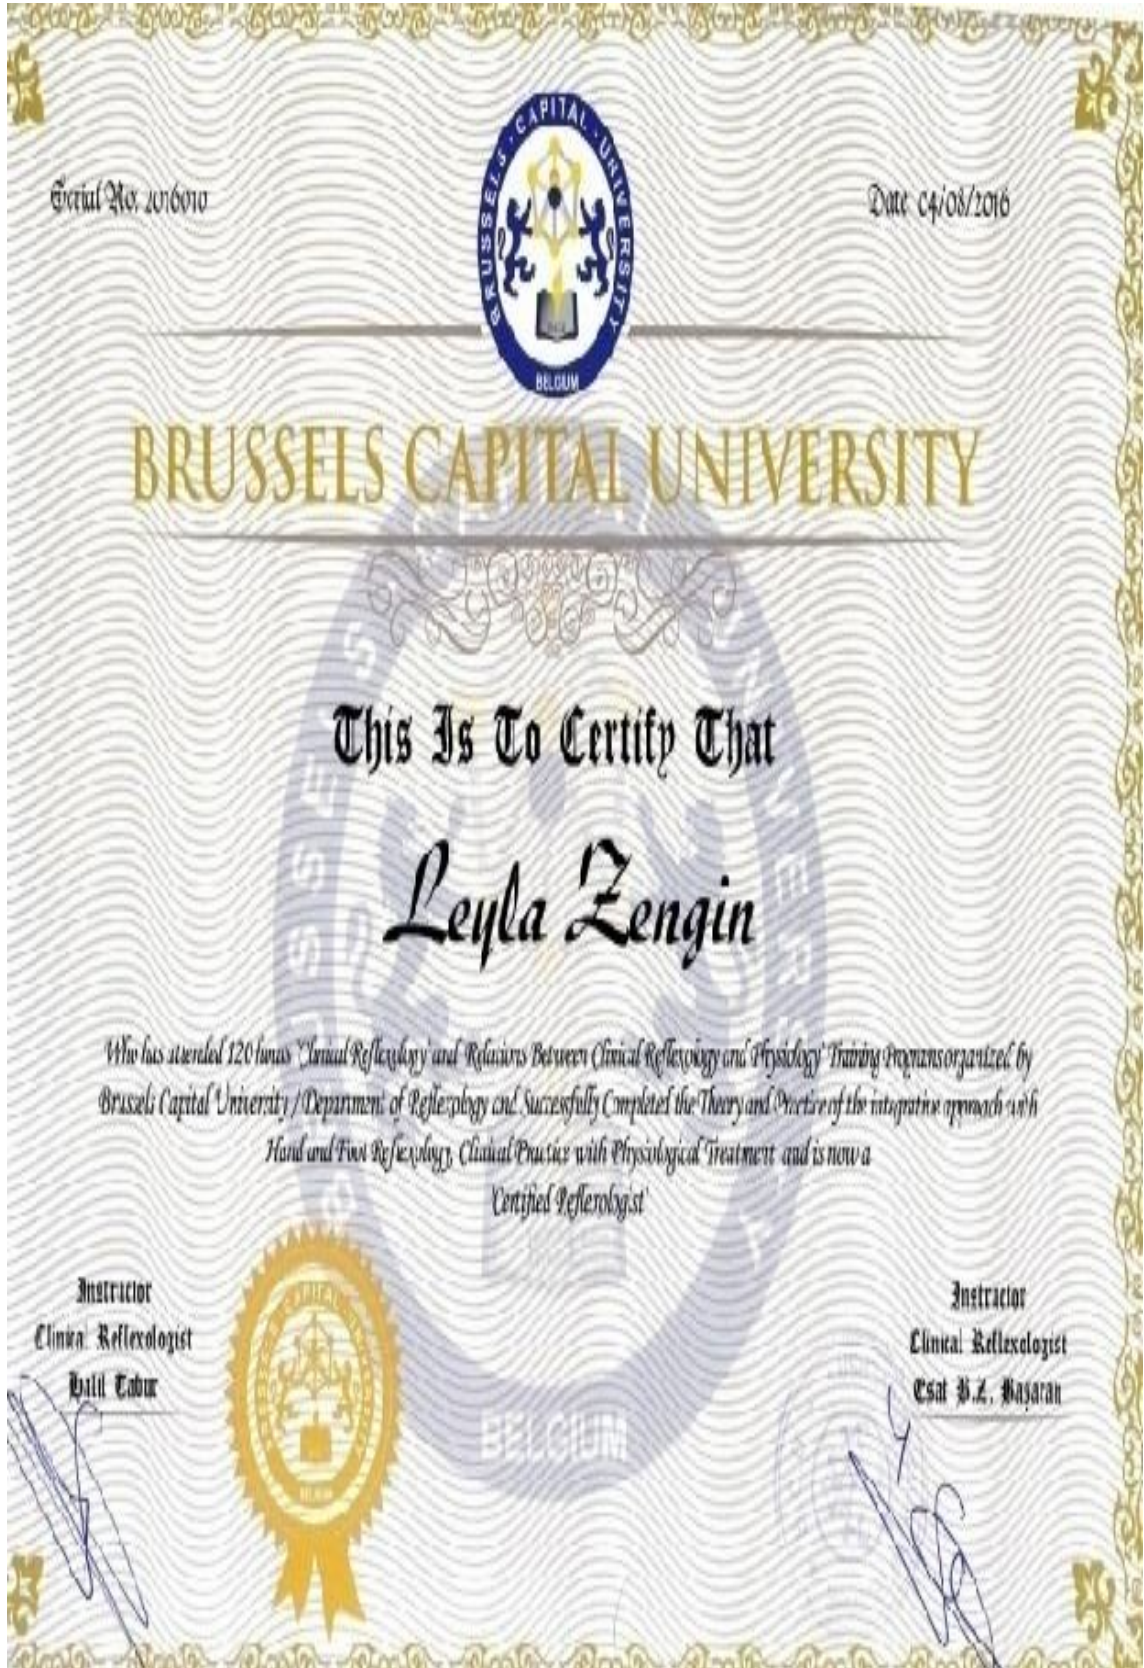 BRUSSELS · CAPITAL · UNIVERSITY
BELGIUM
Serial No. 2016010
Date 04/08/2016
BRUSSELS CAPITAL UNIVERSITY
This Is To Certify That
Leyla Zengin
Who has attended 120 hours "Clinical Reflexology and Relations Between Clinical Reflexology and Physiology" Training Programs organized by
Brussels Capital University / Department of Reflexology and Successfully Completed the Theory and Practice of the integrative approach with
Hand and Foot Reflexology, Clinical Practice with Physiological Treatment and is now a
'Certified Reflexologist'
Instructor
Clinical Reflexologist
Halil Tabur
Instructor
Clinical Reflexologist
Esat B.Z. Başaran
BELGIUM